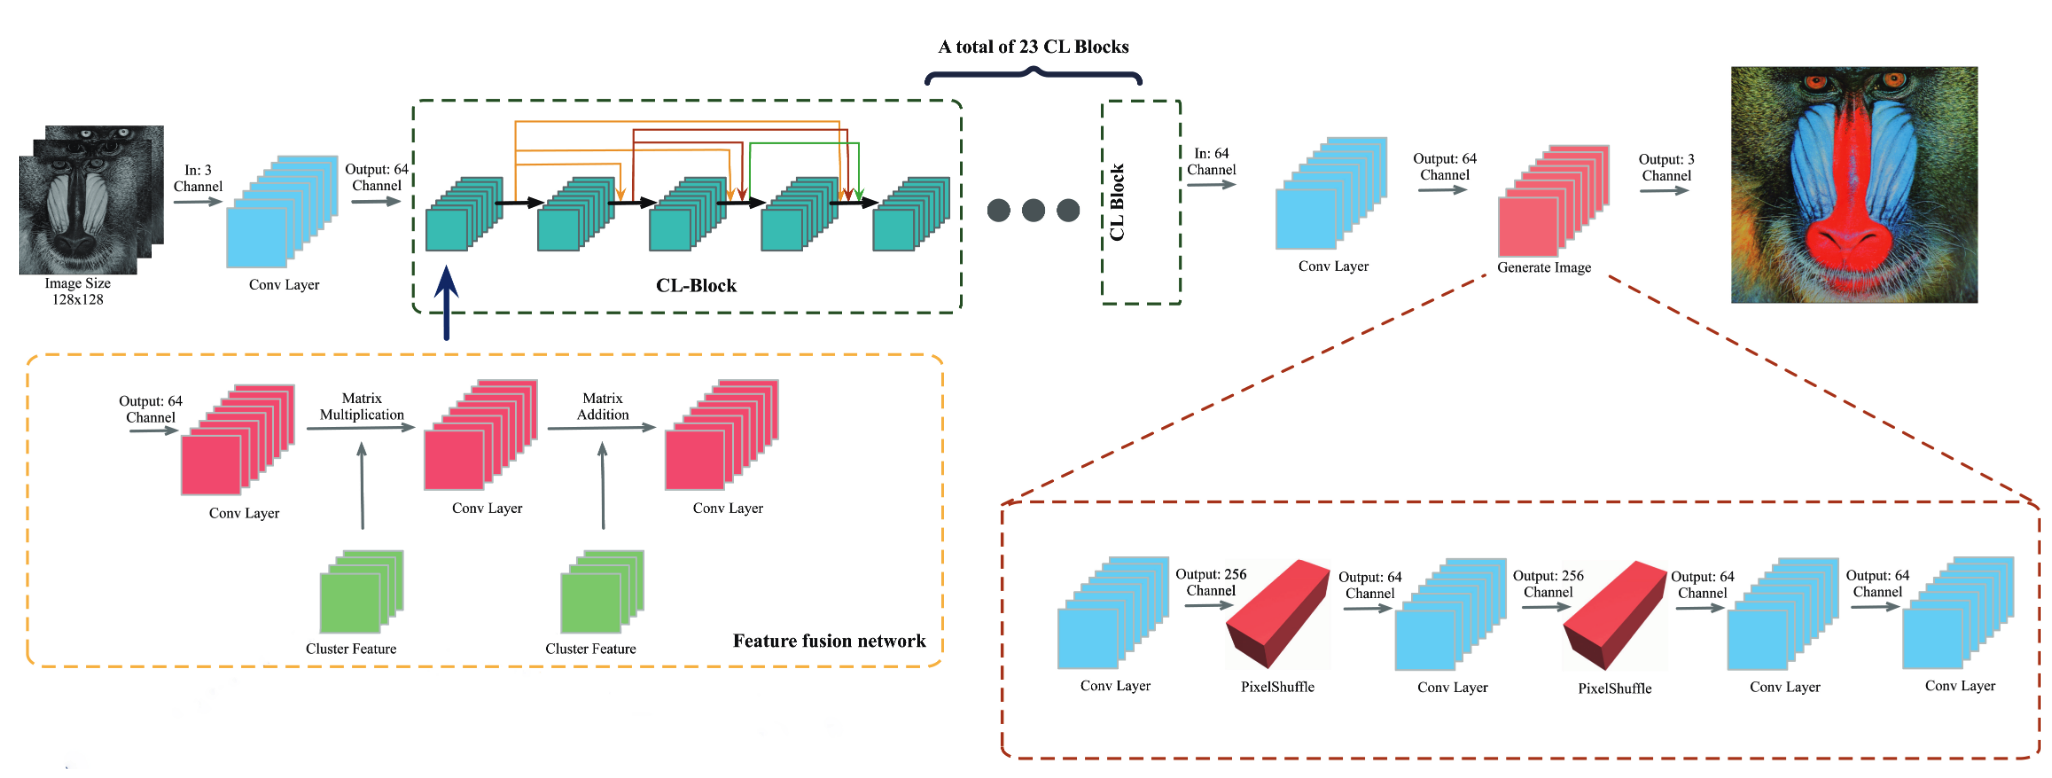 A total of 23 CL Blocks
In: 3
Channel
Output: 64
Channel
Image Size
128x128
Conv Layer
CL-Block
CL Block
In: 64
Channel
Conv Layer
Output: 64
Channel
Generate Image
Output: 3
Channel
Output: 64
Channel
Conv Layer
Matrix
Multiplication
Conv Layer
Matrix
Addition
Conv Layer
Cluster Feature
Cluster Feature
Feature fusion network
Conv Layer
Output: 256
Channel
PixelShuffle
Output: 64
Channel
Conv Layer
Output: 256
Channel
PixelShuffle
Output: 64
Channel
Conv Layer
Output: 64
Channel
Conv Layer